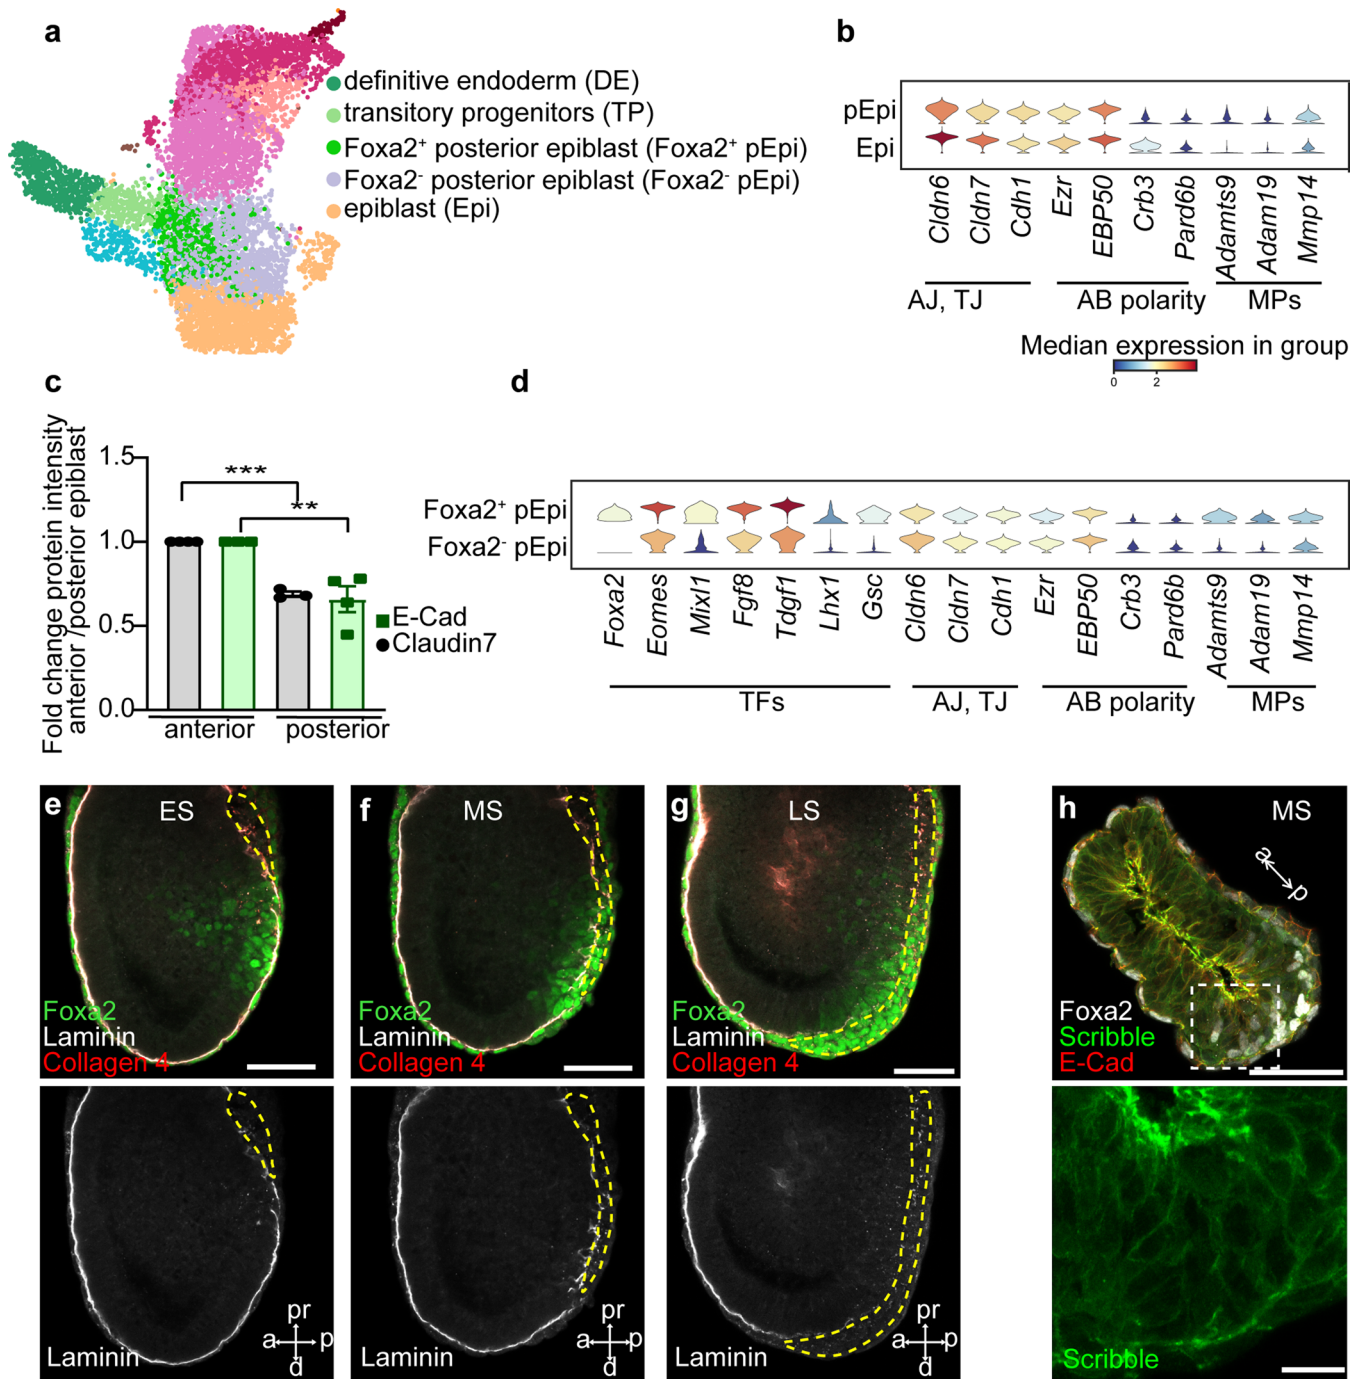 a
definitive endoderm (DE)
transitory progenitors (TP)
Foxa2⁺ posterior epiblast (Foxa2⁺ pEpi)
Foxa2⁻ posterior epiblast (Foxa2⁻ pEpi)
epiblast (Epi)
b
pEpi
Epi
Cldn6
Cldn7
Cdh1
Ezr
EBP50
Crb3
Pard6b
Adamts9
Adam19
Mmp14
AJ, TJ
AB polarity
MPs
Median expression in group
0 2
c
Fold change protein intensity
anterior /posterior epiblast
1.5
1.0
0.5
0.0
***
**
E-Cad
Claudin7
anterior
posterior
d
Foxa2⁺ pEpi
Foxa2⁻ pEpi
Foxa2
Eomes
Mixl1
Fgf8
Tdgf1
Lhx1
Gsc
Cldn6
Cldn7
Cdh1
Ezr
EBP50
Crb3
Pard6b
Adamts9
Adam19
Mmp14
TFs
AJ, TJ
AB polarity
MPs
e
ES
Foxa2
Laminin
Collagen 4
Laminin
pr
a p
d
f
MS
Foxa2
Laminin
Collagen 4
Laminin
pr
a p
d
g
LS
Foxa2
Laminin
Collagen 4
Laminin
pr
a p
d
h
MS
a p
Foxa2
Scribble
E-Cad
Scribble